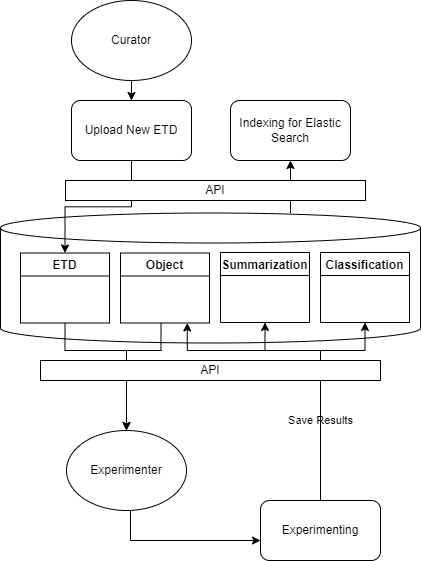 Curator
Upload New ETD
Indexing for Elastic
Search
API
ETD
Object
Summarization
Classification
API
Save Results
Experimenter
Experimenting